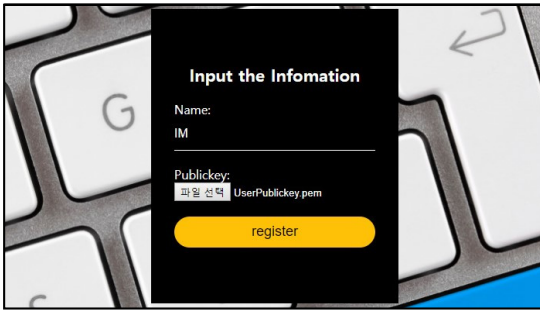 Input the Infomation
Name:
IM
Publickey:
파일 선택 UserPublickey.pem
register
G